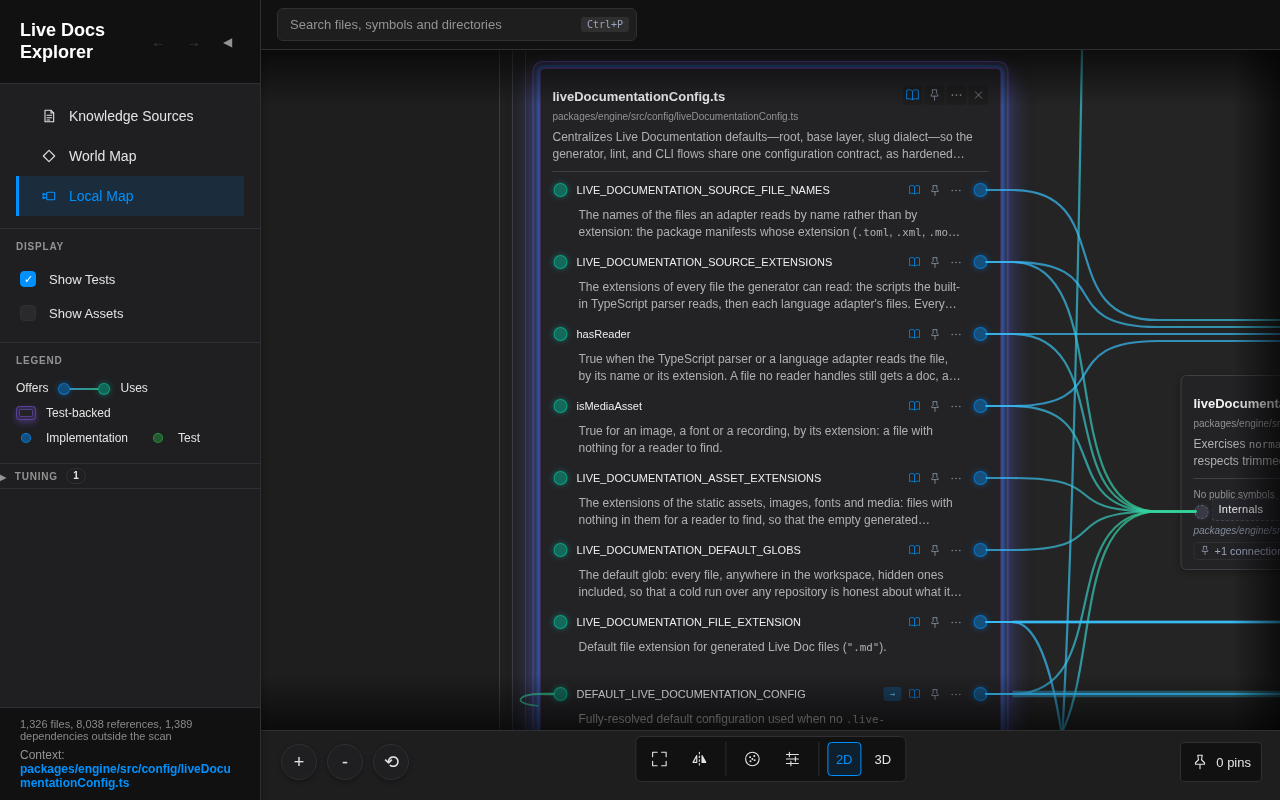 Live Docs
Explorer
Search files, symbols and directories
Ctrl+P
Knowledge Sources
World Map
Local Map
DISPLAY
Show Tests
Show Assets
LEGEND
Offers
Uses
Test-backed
Implementation
Test
TUNING 1
1,326 files, 8,038 references, 1,389
dependencies outside the scan
Context:
packages/engine/src/config/liveDocu
mentationConfig.ts
liveDocumentationConfig.ts
packages/engine/src/config/liveDocumentationConfig.ts
Centralizes Live Documentation defaults—root, base layer, slug dialect—so the
generator, lint, and CLI flows share one configuration contract, as hardened…
LIVE_DOCUMENTATION_SOURCE_FILE_NAMES
The names of the files an adapter reads by name rather than by
extension: the package manifests whose extension (.toml, .xml, .mo…
LIVE_DOCUMENTATION_SOURCE_EXTENSIONS
The extensions of every file the generator can read: the scripts the built-
in TypeScript parser reads, then each language adapter's files. Every…
hasReader
True when the TypeScript parser or a language adapter reads the file,
by its name or its extension. A file no reader handles still gets a doc, a…
isMediaAsset
True for an image, a font or a recording, by its extension: a file with
nothing for a reader to find.
LIVE_DOCUMENTATION_ASSET_EXTENSIONS
The extensions of the static assets, images, fonts and media: files with
nothing in them for a reader to find, so that the empty generated…
LIVE_DOCUMENTATION_DEFAULT_GLOBS
The default glob: every file, anywhere in the workspace, hidden ones
included, so that a cold run over any repository is honest about what it…
LIVE_DOCUMENTATION_FILE_EXTENSION
Default file extension for generated Live Doc files (".md").
DEFAULT_LIVE_DOCUMENTATION_CONFIG
Fully-resolved default configuration used when no .live-
liveDocument
packages/engine/sr
Exercises norma
respects trimme
No public symbols
Internals
packages/engine/sr
+1 connection
+
-
2D
3D
0 pins